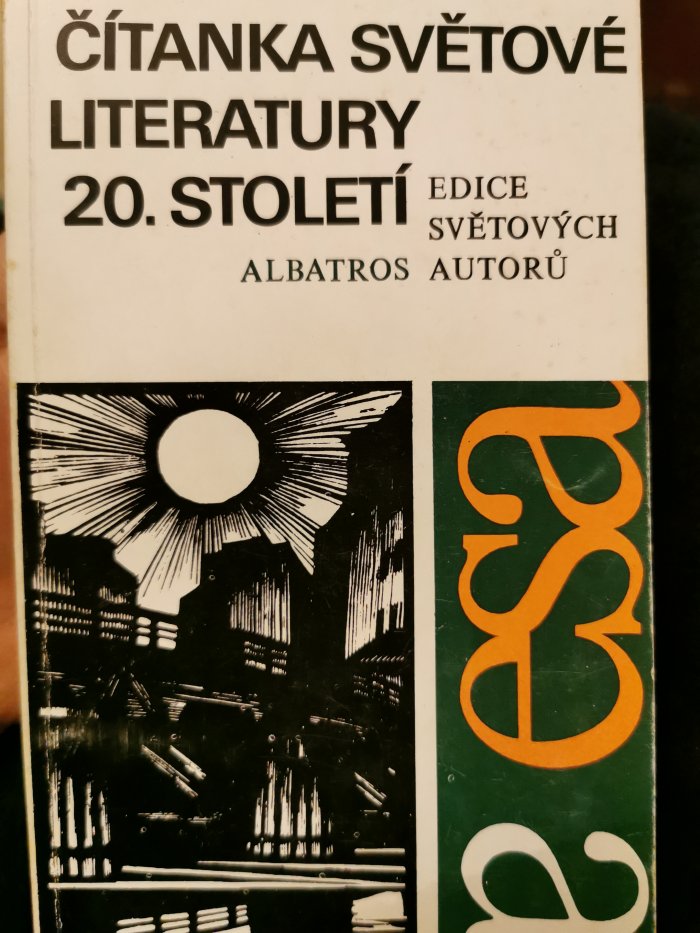 ČÍTANKA SVĚTOVÉ
LITERATURY
20. STOLETÍ
EDICE
SVĚTOVÝCH
ALBATROS AUTORŮ
esa